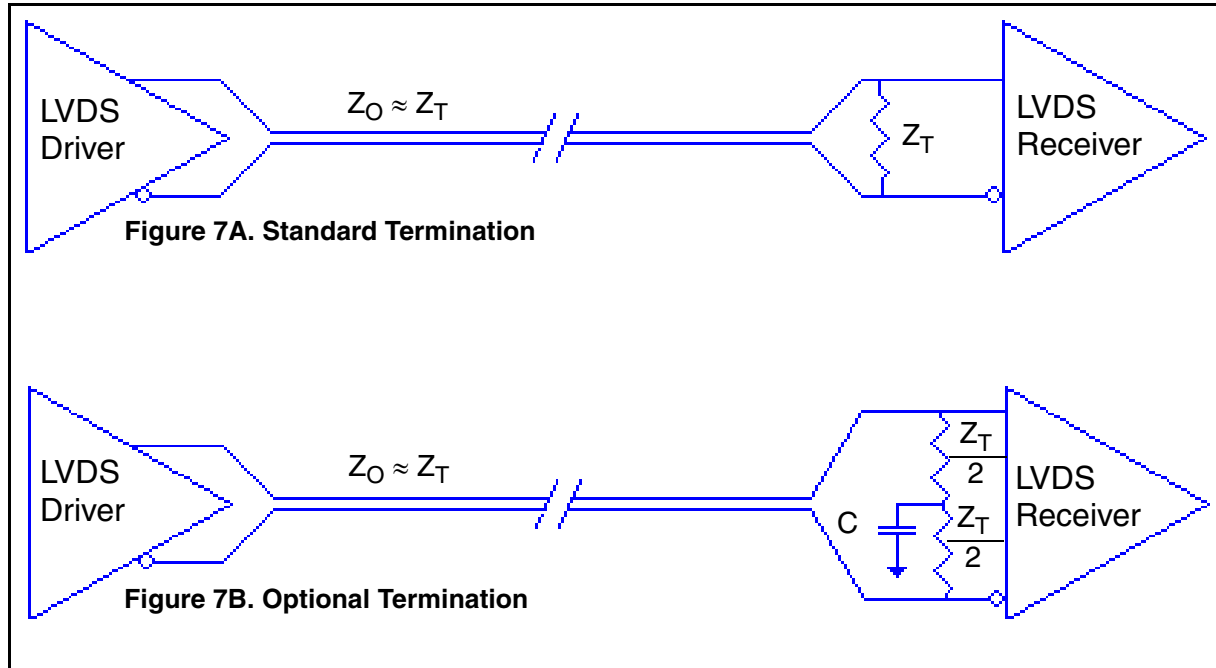 LVDS
Driver
Z_O ≈ Z_T
Z_T
LVDS
Receiver
Figure 7A. Standard Termination
LVDS
Driver
Z_O ≈ Z_T
C
Z_T
2
Z_T
2
LVDS
Receiver
Figure 7B. Optional Termination